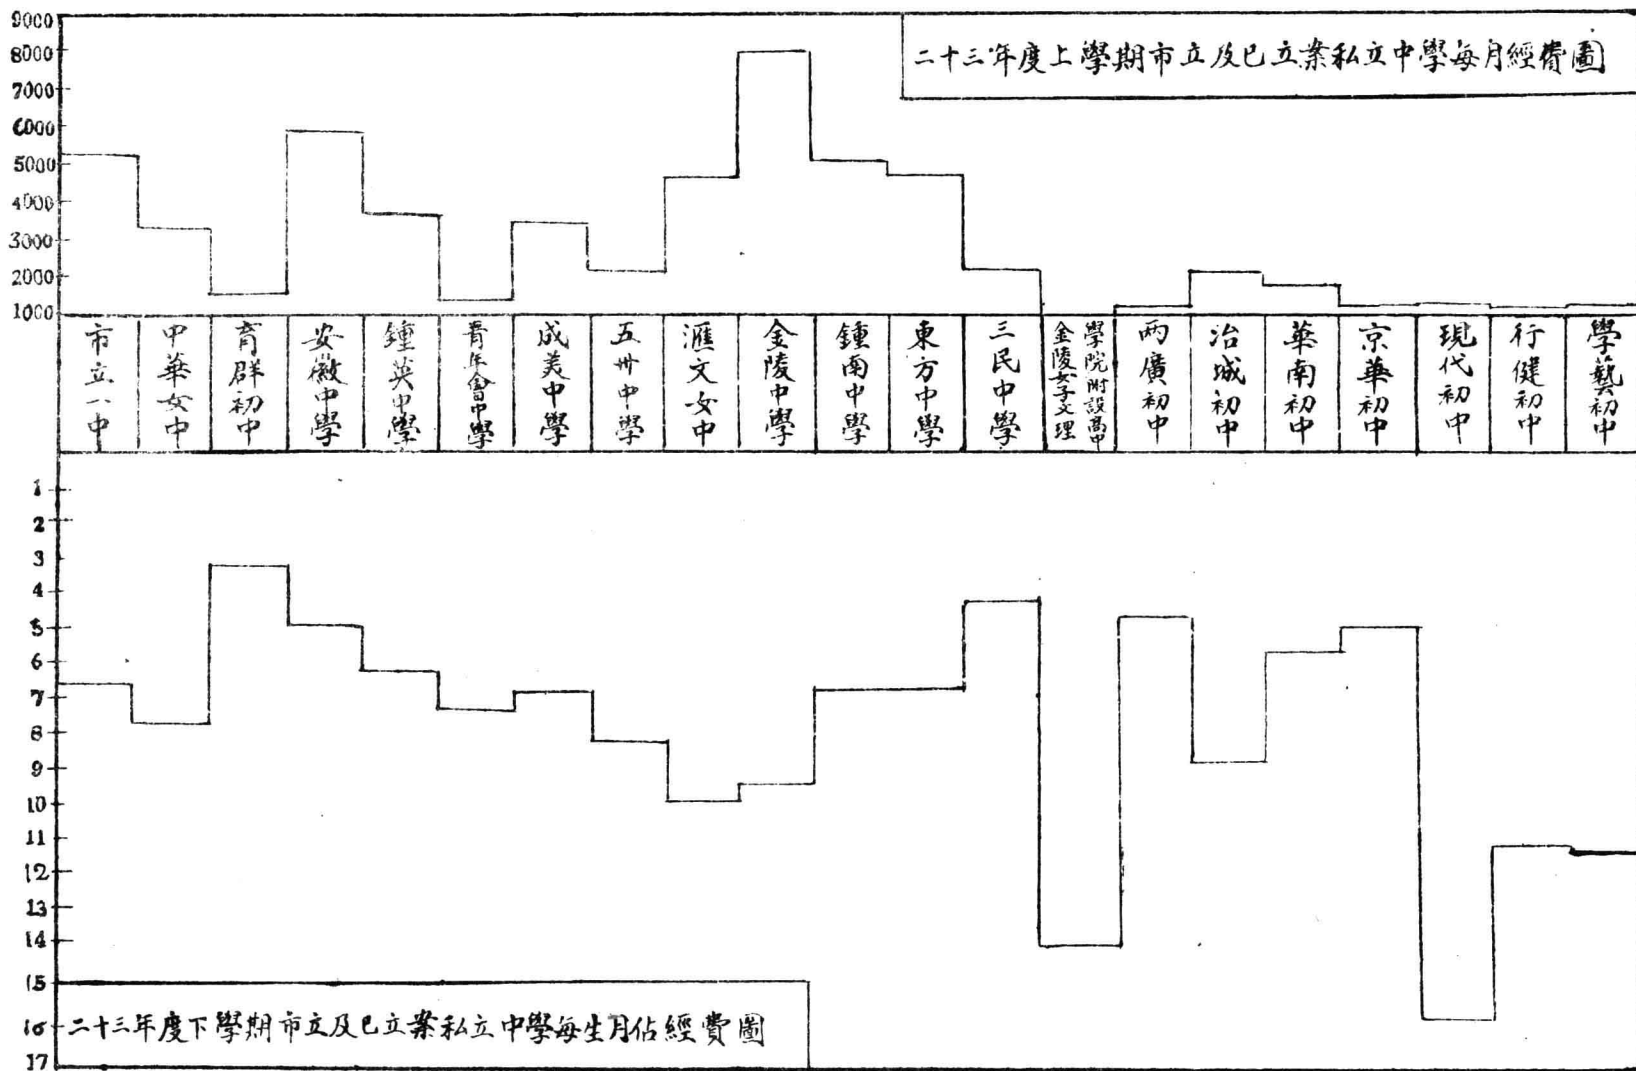 二十三年度上學期市立及已立案私立中學每月經費圖
9000
8000
7000
6000
5000
4000
3000
2000
1000
市立一中
中華女中
育群初中
安徽中學
鍾英中學
青年會中學
成美中學
五卅中學
滙文女中
金陵中學
鍾南中學
東方中學
三民中學
金陵女子文理
學院附設高中
兩廣初中
冶城初中
華南初中
京華初中
現代初中
行健初中
學藝初中
1
2
3
4
5
6
7
8
9
10
11
12
13
14
15
16
17
二十三年度下學期市立及已立案私立中學每生月佔經費圖